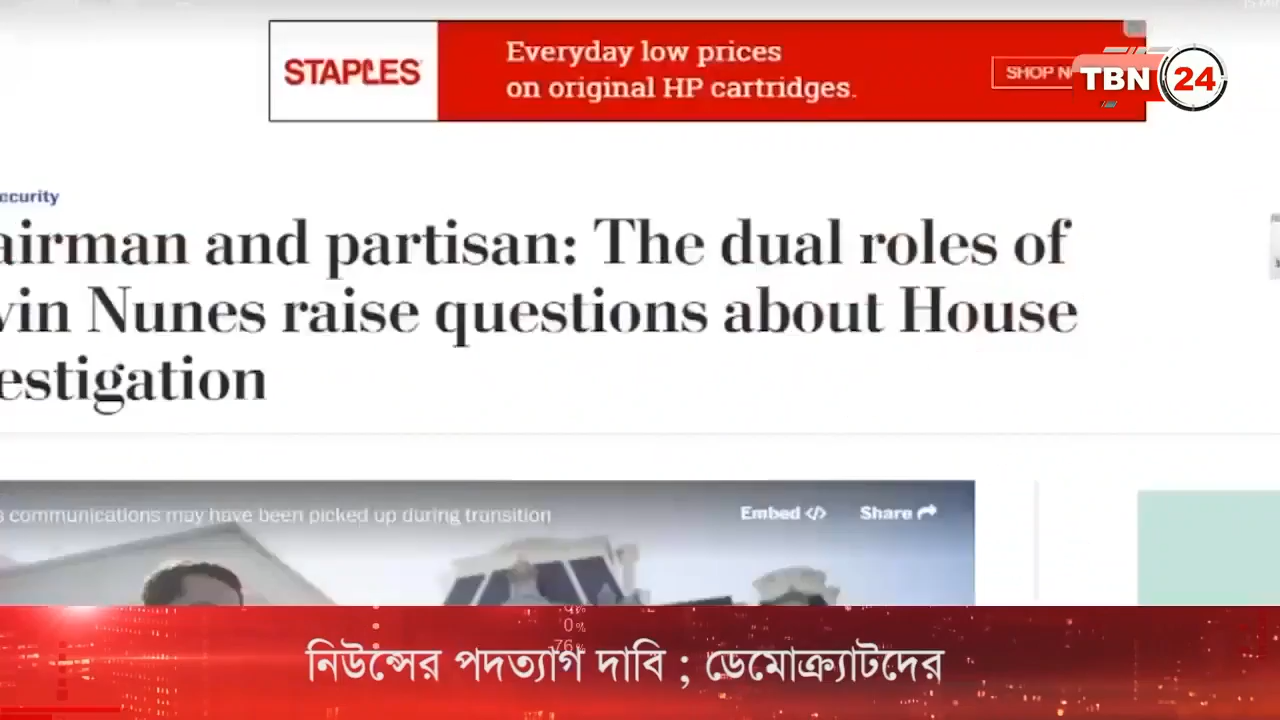 STAPLES
Everyday low prices
on original HP cartridges.
SHOP N
TBN 24
ecurity
airman and partisan: The dual roles of
vin Nunes raise questions about House
estigation
s communications may have been picked up during transition
Embed </>
Share
0%
76%
নিউন্সের পদত্যাগ দাবি ; ডেমোক্র্যাটদের